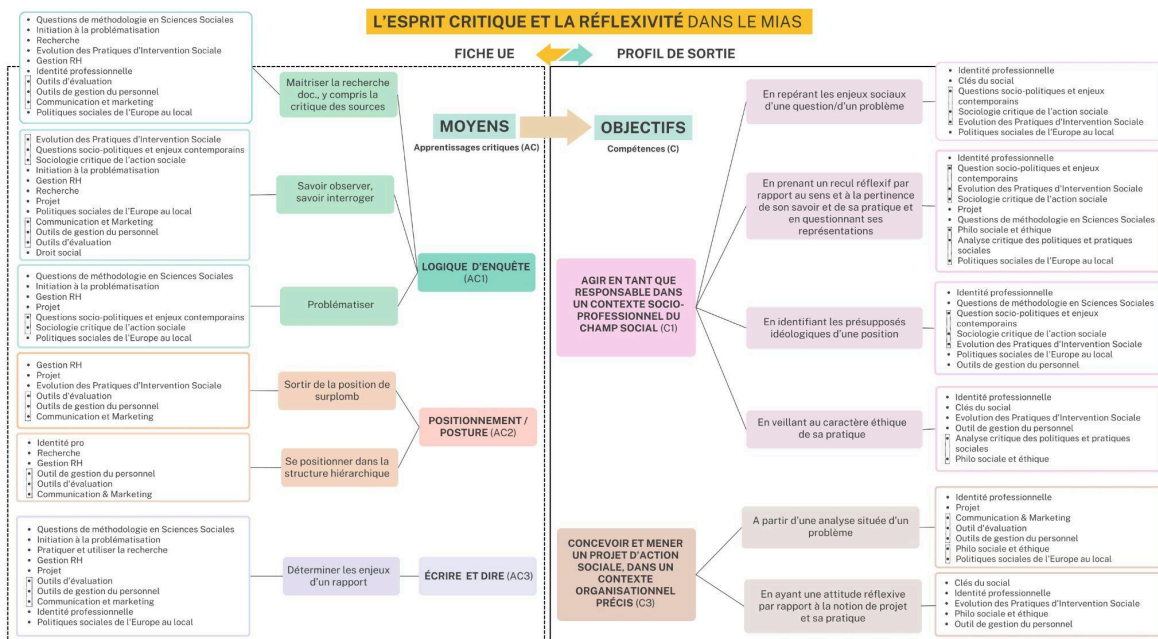 L'ESPRIT CRITIQUE ET LA RÉFLEXIVITÉ DANS LE MIAS
FICHE UE
PROFIL DE SORTIE
MOYENS
Apprentissages critiques (AC)
OBJECTIFS
Compétences (C)
• Questions de méthodologie en Sciences Sociales
• Initiation à la problématisation
• Recherche
• Evolution des Pratiques d'Intervention Sociale
• Gestion RH
• Identité professionnelle
• Outils d'évaluation
• Outils de gestion du personnel
• Communication et marketing
• Politiques sociales de l'Europe au local
Maitriser la recherche
doc., y compris la
critique des sources
• Evolution des Pratiques d'Intervention Sociale
• Questions socio-politiques et enjeux contemporains
• Sociologie critique de l'action sociale
• Initiation à la problématisation
• Gestion RH
• Recherche
• Projet
• Politiques sociales de l'Europe au local
• Communication et Marketing
• Outils de gestion du personnel
• Outils d'évaluation
• Droit social
Savoir observer,
savoir interroger
LOGIQUE D'ENQUÊTE
(AC1)
• Questions de méthodologie en Sciences Sociales
• Initiation à la problématisation
• Gestion RH
• Projet
• Questions socio-politiques et enjeux contemporains
• Sociologie critique de l'action sociale
• Politiques sociales de l'Europe au local
Problématiser
• Gestion RH
• Projet
• Evolution des Pratiques d'Intervention Sociale
• Outils d'évaluation
• Outils de gestion du personnel
• Communication et Marketing
Sortir de la position de
surplomb
POSITIONNEMENT /
POSTURE (AC2)
• Identité pro
• Recherche
• Gestion RH
• Outil de gestion du personnel
• Outils d'évaluation
• Communication & Marketing
Se positionner dans la
structure hiérarchique
• Questions de méthodologie en Sciences Sociales
• Initiation à la problématisation
• Pratiquer et utiliser la recherche
• Gestion RH
• Projet
• Outils d'évaluation
• Outils de gestion du personnel
• Communication et marketing
• Identité professionnelle
• Politiques sociales de l'Europe au local
Déterminer les enjeux
d'un rapport
ÉCRIRE ET DIRE (AC3)
AGIR EN TANT QUE
RESPONSABLE DANS
UN CONTEXTE SOCIO-
PROFESSIONNEL DU
CHAMP SOCIAL (C1)
En repérant les enjeux sociaux
d'une question/d'un problème
• Identité professionnelle
• Clés du social
• Questions socio-politiques et enjeux
contemporains
• Sociologie critique de l'action sociale
• Evolution des Pratiques d'Intervention Sociale
• Politiques sociales de l'Europe au local
En prenant un recul réflexif par
rapport au sens et à la pertinence
de son savoir et de sa pratique et
en questionnant ses
représentations
• Identité professionnelle
• Question socio-politiques et enjeux
contemporains
• Evolution des Pratiques d'Intervention Sociale
• Sociologie critique de l'action sociale
• Projet
• Questions de méthodologie en Sciences Sociales
• Philo sociale et éthique
• Analyse critique des politiques et pratiques
sociales
• Politiques sociales de l'Europe au local
En identifiant les présupposés
idéologiques d'une position
• Identité professionnelle
• Questions de méthodologie en Sciences Sociales
• Questions socio-politiques et enjeux
contemporains
• Sociologie critique de l'action sociale
• Evolution des Pratiques d'Intervention Sociale
• Politiques sociales de l'Europe au local
• Outils de gestion du personnel
En veillant au caractère éthique
de sa pratique
• Identité professionnelle
• Clés du social
• Evolution des Pratiques d'Intervention Sociale
• Outil de gestion du personnel
• Analyse critique des politiques et pratiques
sociales
• Philo sociale et éthique
CONCEVOIR ET MENER
UN PROJET D'ACTION
SOCIALE, DANS UN
CONTEXTE
ORGANISATIONNEL
PRÉCIS (C3)
A partir d'une analyse située d'un
problème
• Identité professionnelle
• Projet
• Communication & Marketing
• Outil d'évaluation
• Outils de gestion du personnel
• Philo sociale et éthique
• Politiques sociales de l'Europe au local
En ayant une attitude réflexive
par rapport à la notion de projet
et sa pratique
• Clés du social
• Identité professionnelle
• Evolution des Pratiques d'Intervention Sociale
• Philo sociale et éthique
• Outil de gestion du personnel